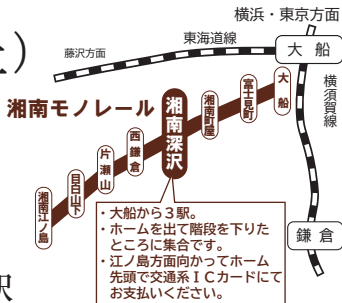 横浜・東京方面
藤沢方面
東海道線
大船
横須賀線
湘南モノレール
大船
富士見町
湘南町屋
湘南深沢
西鎌倉
片瀬山
目白山下
湘南江ノ島
鎌倉
・大船から3駅。
・ホームを出て階段を下りた
ところに集合です。
・江ノ島方面向かってホーム
先頭で交通系ICカードにて
お支払いください。
駅